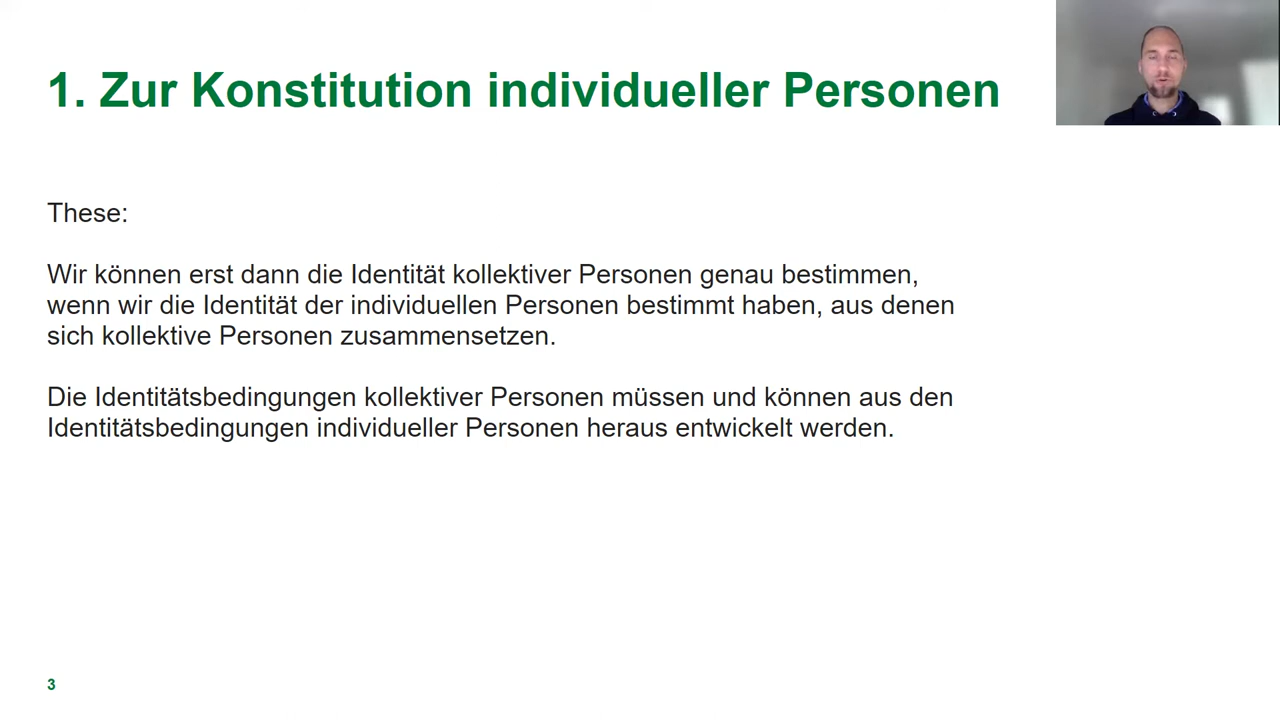 1. Zur Konstitution individueller Personen
These:
Wir können erst dann die Identität kollektiver Personen genau bestimmen,
wenn wir die Identität der individuellen Personen bestimmt haben, aus denen
sich kollektive Personen zusammensetzen.
Die Identitätsbedingungen kollektiver Personen müssen und können aus den
Identitätsbedingungen individueller Personen heraus entwickelt werden.
3